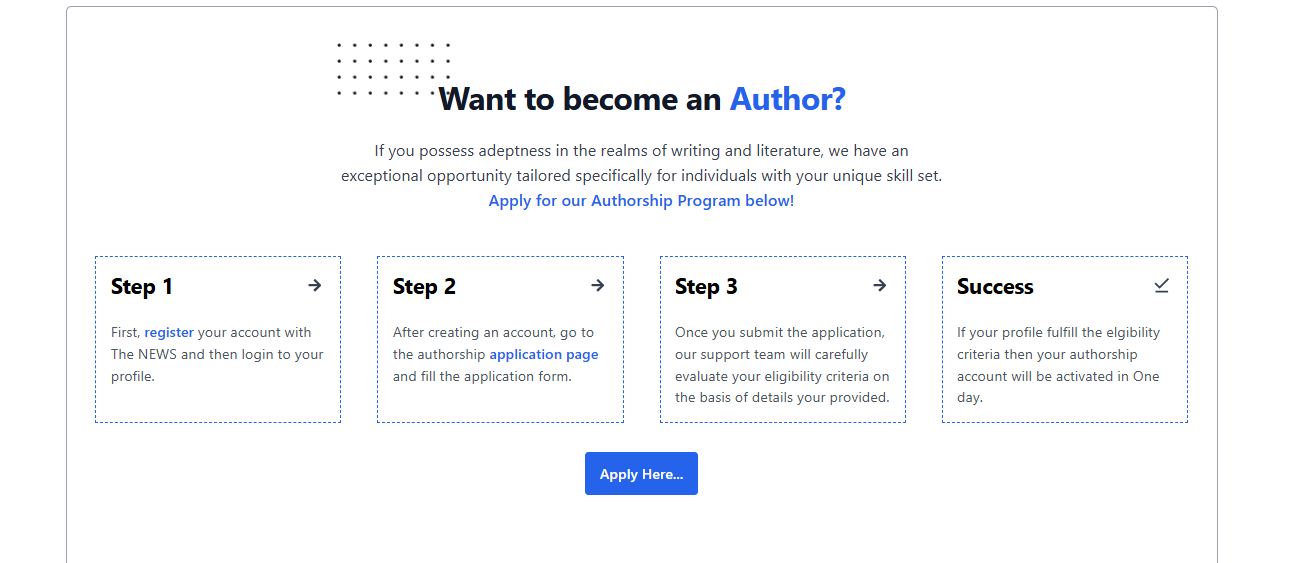 Want to become an Author?
If you possess adeptness in the realms of writing and literature, we have an
exceptional opportunity tailored specifically for individuals with your unique skill set.
Apply for our Authorship Program below!
Step 1
First, register your account with
The NEWS and then login to your
profile.
Step 2
After creating an account, go to
the authorship application page
and fill the application form.
Step 3
Once you submit the application,
our support team will carefully
evaluate your eligibility criteria on
the basis of details your provided.
Success
If your profile fulfill the elgibility
criteria then your authorship
account will be activated in One
day.
Apply Here...